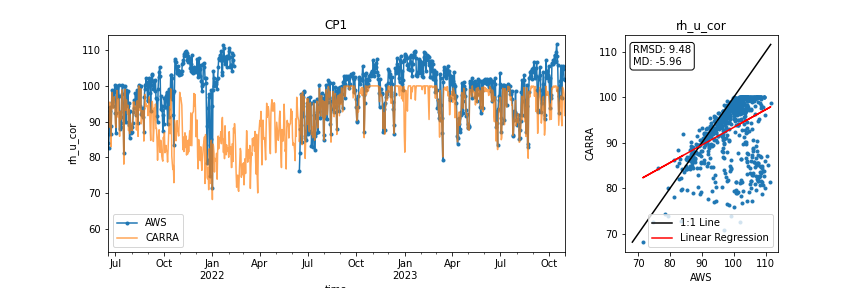 CP1
rh_u_cor
110
100
90
80
70
60
rh_u_cor
AWS
CARRA
Jul
Oct
Jan
2022
Apr
Jul
Oct
Jan
2023
Apr
Jul
Oct
time
RMSD: 9.48
MD: -5.96
110
100
90
80
70
CARRA
1:1 Line
Linear Regression
70
80
90
100
110
AWS